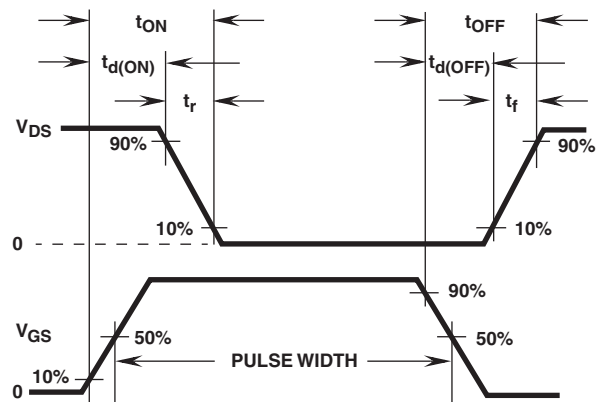 tON
tOFF
td(ON)
td(OFF)
tr
tf
VDS
90%
90%
10%
10%
0
90%
VGS
50%
50%
PULSE WIDTH
10%
0